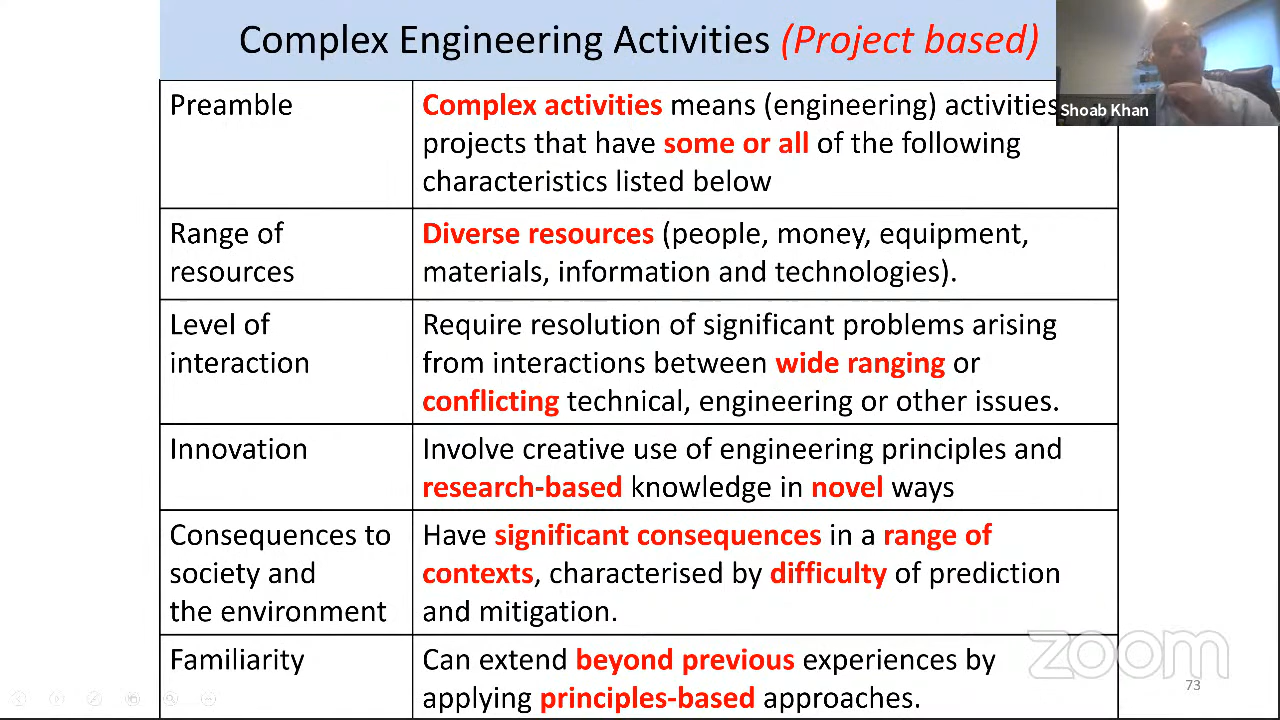 Complex Engineering Activities (Project based)
Shoab Khan
Preamble
Complex activities means (engineering) activities
projects that have some or all of the following
characteristics listed below
Range of
resources
Diverse resources (people, money, equipment,
materials, information and technologies).
Level of
interaction
Require resolution of significant problems arising
from interactions between wide ranging or
conflicting technical, engineering or other issues.
Innovation
Involve creative use of engineering principles and
research-based knowledge in novel ways
Consequences to
society and
the environment
Have significant consequences in a range of
contexts, characterised by difficulty of prediction
and mitigation.
Familiarity
Can extend beyond previous experiences by
applying principles-based approaches.
zoom
73